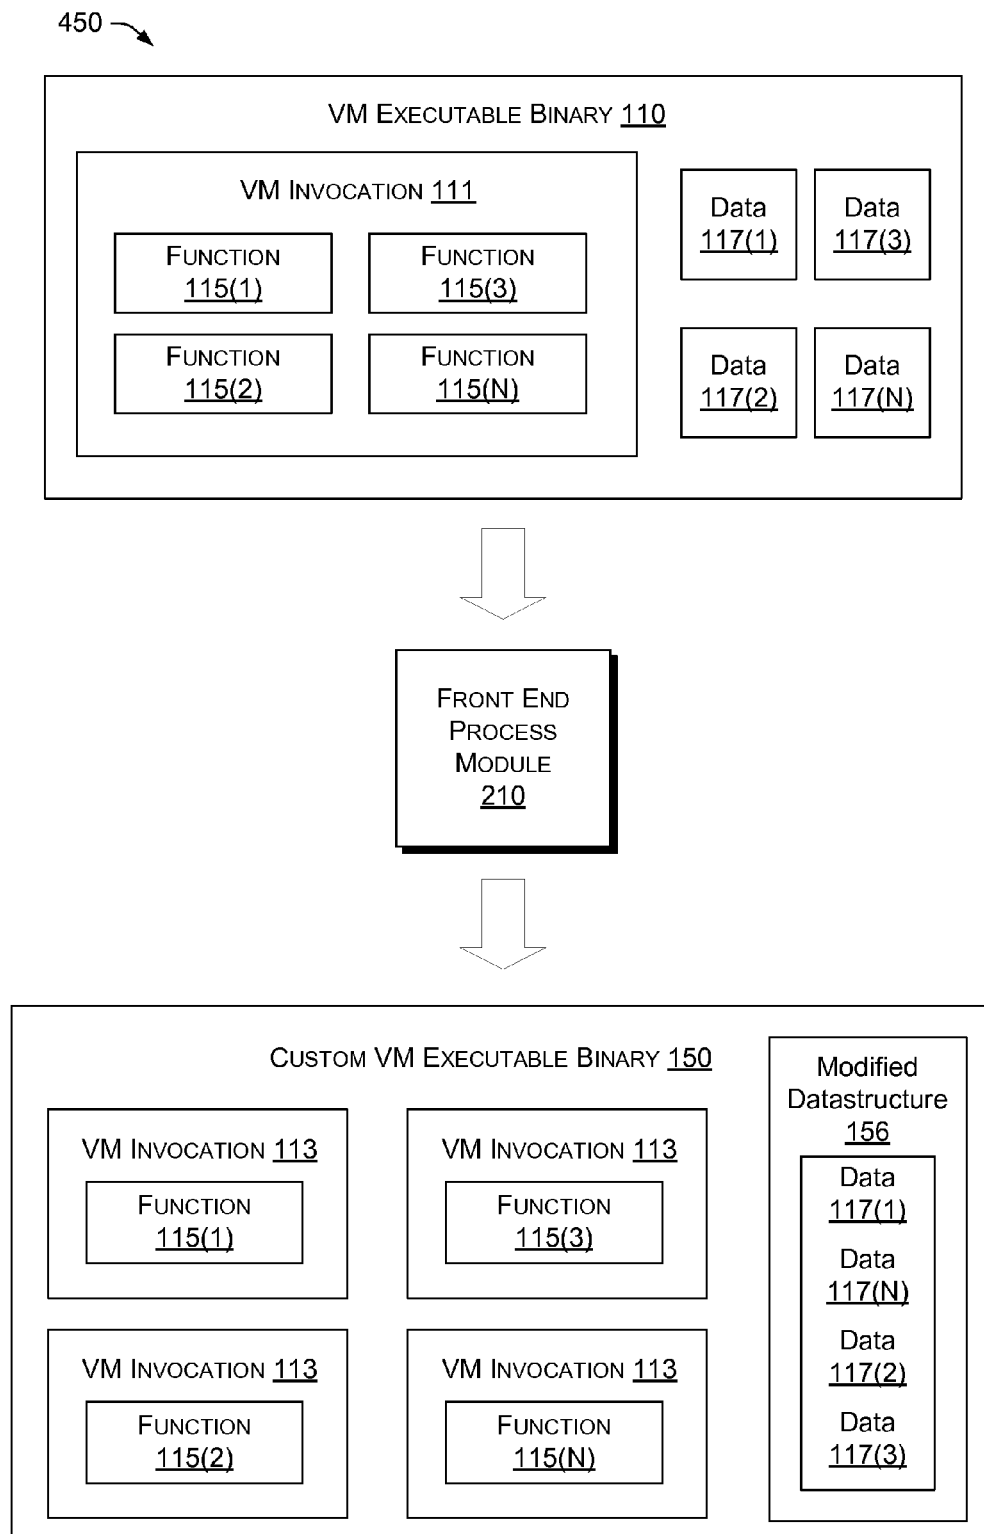 450
VM EXECUTABLE BINARY 110
VM INVOCATION 111
FUNCTION
115(1)
FUNCTION
115(3)
FUNCTION
115(2)
FUNCTION
115(N)
Data
117(1)
Data
117(3)
Data
117(2)
Data
117(N)
FRONT END
PROCESS
MODULE
210
CUSTOM VM EXECUTABLE BINARY 150
VM INVOCATION 113
FUNCTION
115(1)
VM INVOCATION 113
FUNCTION
115(3)
VM INVOCATION 113
FUNCTION
115(2)
VM INVOCATION 113
FUNCTION
115(N)
Modified
Datastructure
156
Data
117(1)
Data
117(N)
Data
117(2)
Data
117(3)